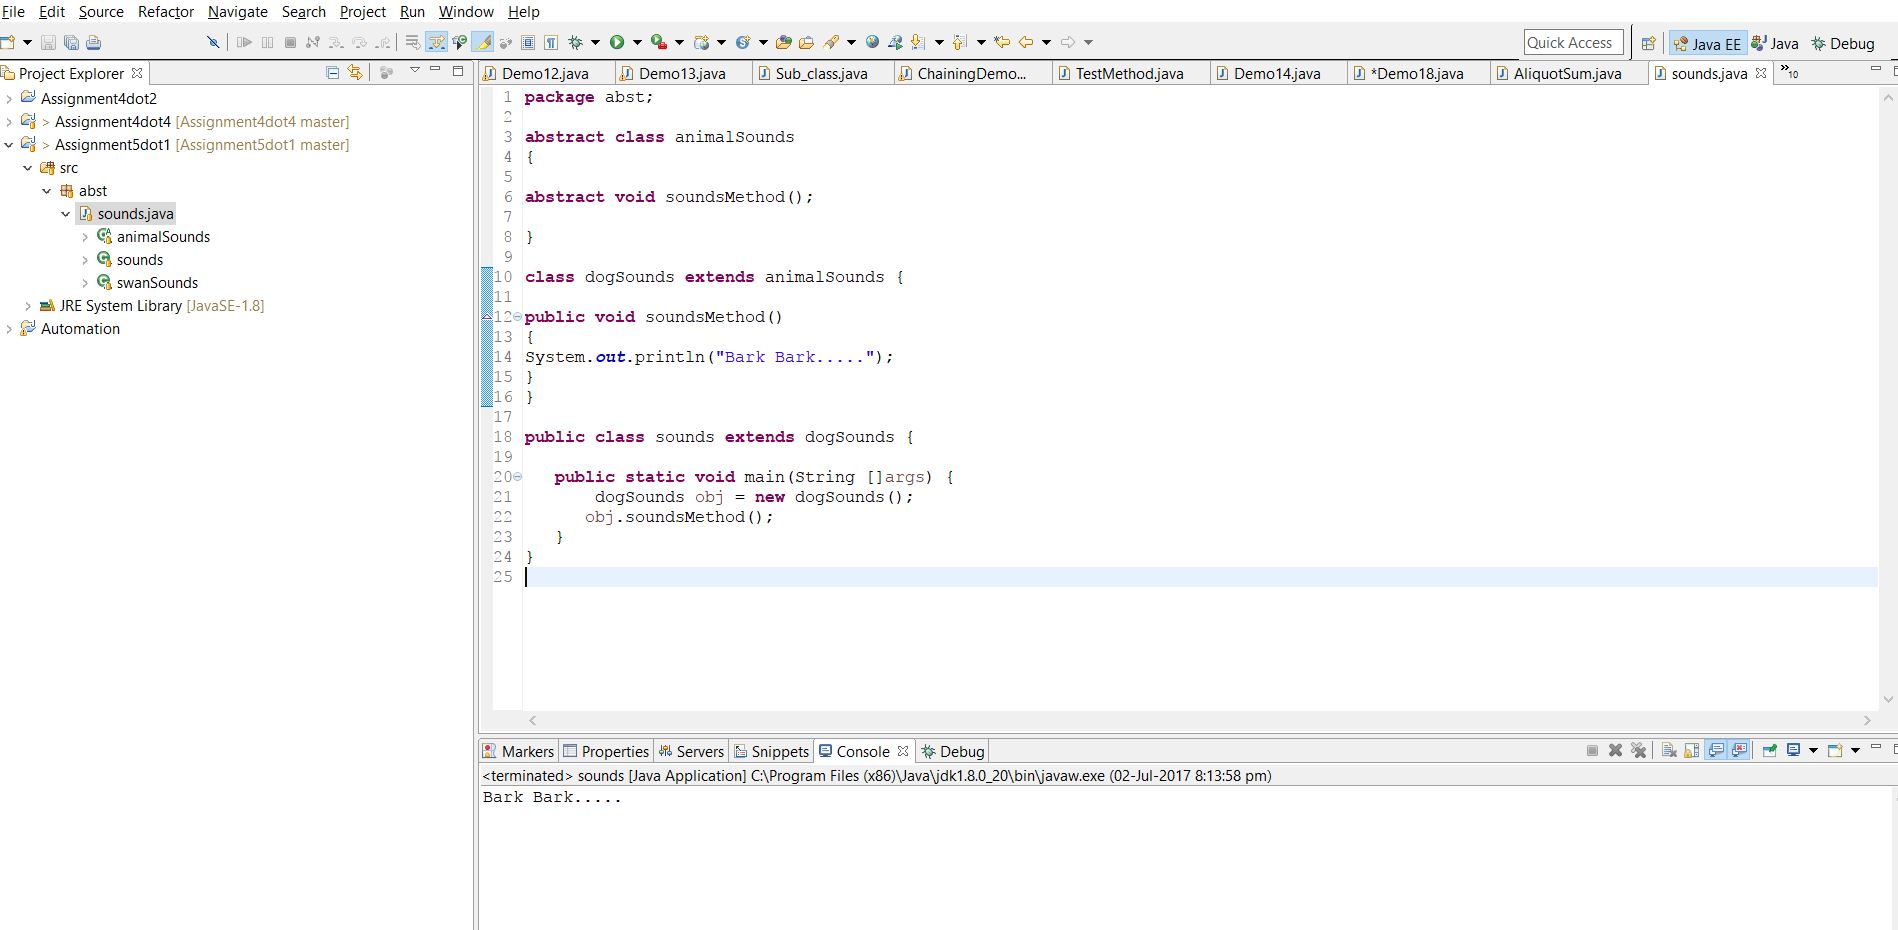 File Edit Source Refactor Navigate Search Project Run Window Help
Quick Access Java EE Java Debug
Project Explorer
Assignment4dot2
> Assignment4dot4 [Assignment4dot4 master]
> Assignment5dot1 [Assignment5dot1 master]
src
abst
sounds.java
animalSounds
sounds
swanSounds
JRE System Library [JavaSE-1.8]
Automation
Demo12.java Demo13.java Sub_class.java ChainingDemo... TestMethod.java Demo14.java *Demo18.java AliquotSum.java sounds.java »10
1 package abst;
2
3 abstract class animalSounds
4 {
5
6 abstract void soundsMethod();
7
8 }
9
10 class dogSounds extends animalSounds {
11
12 public void soundsMethod()
13 {
14 System.out.println("Bark Bark.....");
15 }
16 }
17
18 public class sounds extends dogSounds {
19
20 public static void main(String []args) {
21 dogSounds obj = new dogSounds();
22 obj.soundsMethod();
23 }
24 }
25
Markers Properties Servers Snippets Console Debug
<terminated> sounds [Java Application] C:\Program Files (x86)\Java\jdk1.8.0_20\bin\javaw.exe (02-Jul-2017 8:13:58 pm)
Bark Bark.....